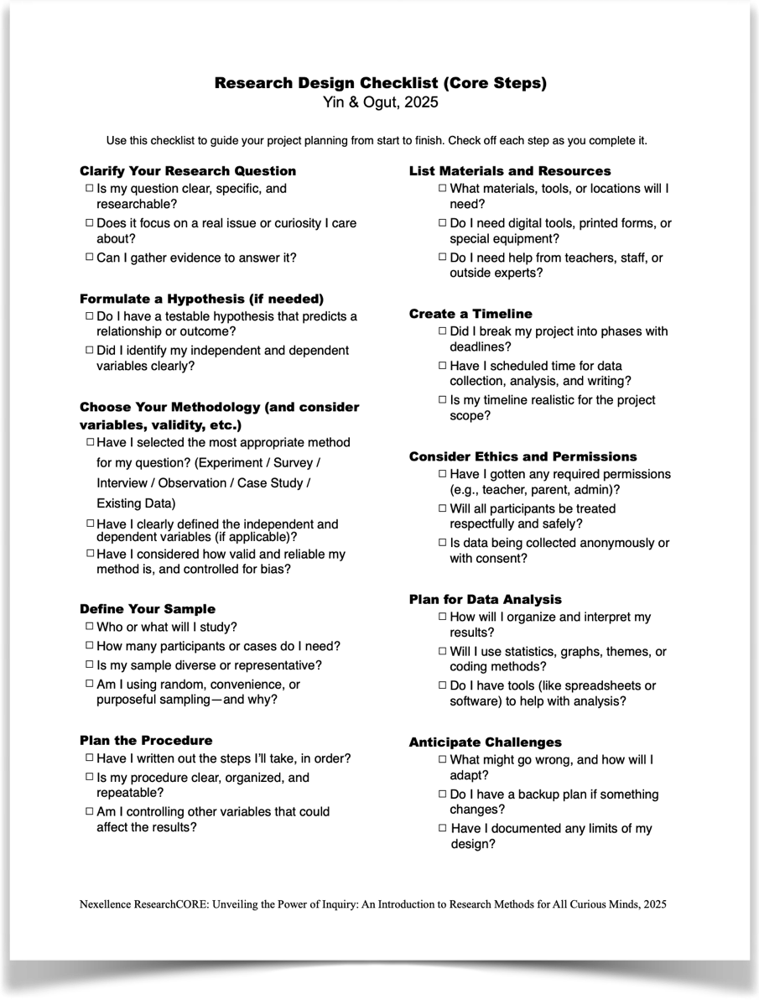 Research Design Checklist (Core Steps)
Yin & Ogut, 2025
Use this checklist to guide your project planning from start to finish. Check off each step as you complete it.
Clarify Your Research Question
☐ Is my question clear, specific, and
researchable?
☐ Does it focus on a real issue or curiosity I care
about?
☐ Can I gather evidence to answer it?
Formulate a Hypothesis (if needed)
☐ Do I have a testable hypothesis that predicts a
relationship or outcome?
☐ Did I identify my independent and dependent
variables clearly?
Choose Your Methodology (and consider
variables, validity, etc.)
☐ Have I selected the most appropriate method
for my question? (Experiment / Survey /
Interview / Observation / Case Study /
Existing Data)
☐ Have I clearly defined the independent and
dependent variables (if applicable)?
☐ Have I considered how valid and reliable my
method is, and controlled for bias?
Define Your Sample
☐ Who or what will I study?
☐ How many participants or cases do I need?
☐ Is my sample diverse or representative?
☐ Am I using random, convenience, or
purposeful sampling—and why?
Plan the Procedure
☐ Have I written out the steps I’ll take, in order?
☐ Is my procedure clear, organized, and
repeatable?
☐ Am I controlling other variables that could
affect the results?
List Materials and Resources
☐ What materials, tools, or locations will I
need?
☐ Do I need digital tools, printed forms, or
special equipment?
☐ Do I need help from teachers, staff, or
outside experts?
Create a Timeline
☐ Did I break my project into phases with
deadlines?
☐ Have I scheduled time for data
collection, analysis, and writing?
☐ Is my timeline realistic for the project
scope?
Consider Ethics and Permissions
☐ Have I gotten any required permissions
(e.g., teacher, parent, admin)?
☐ Will all participants be treated
respectfully and safely?
☐ Is data being collected anonymously or
with consent?
Plan for Data Analysis
☐ How will I organize and interpret my
results?
☐ Will I use statistics, graphs, themes, or
coding methods?
☐ Do I have tools (like spreadsheets or
software) to help with analysis?
Anticipate Challenges
☐ What might go wrong, and how will I
adapt?
☐ Do I have a backup plan if something
changes?
☐ Have I documented any limits of my
design?
Nexellence ResearchCORE: Unveiling the Power of Inquiry: An Introduction to Research Methods for All Curious Minds, 2025